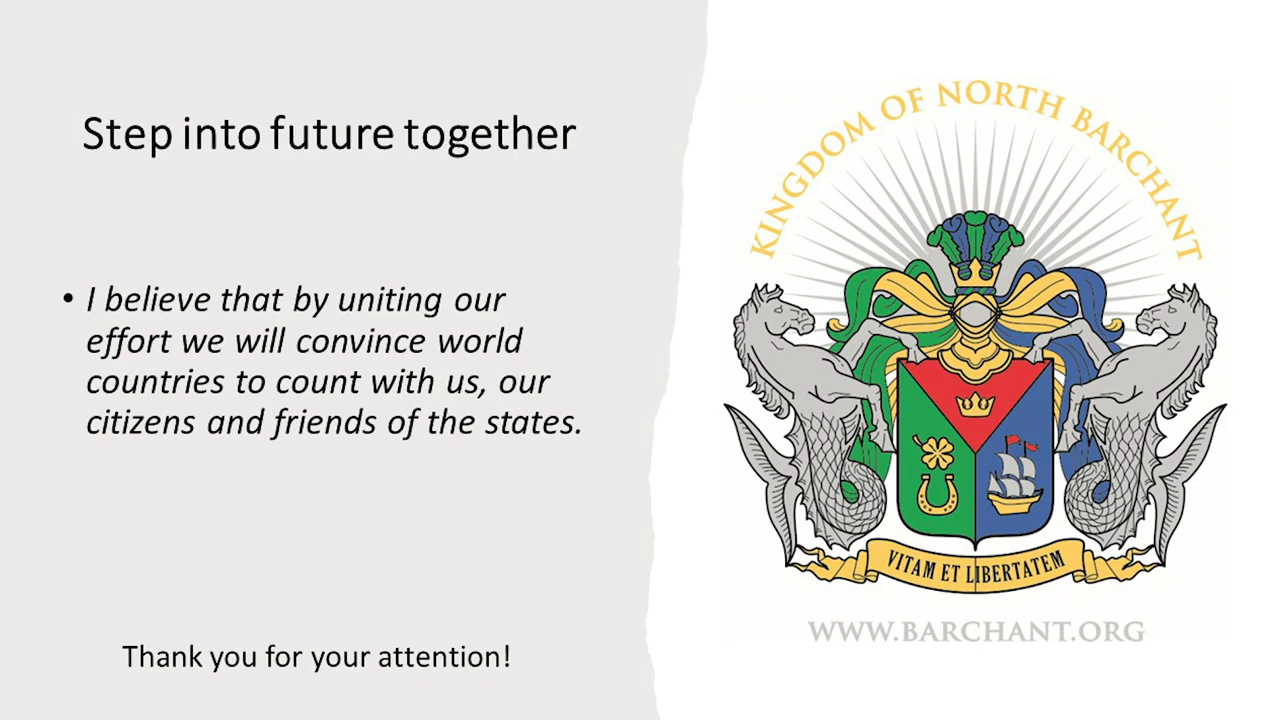 Step into future together
• I believe that by uniting our
effort we will convince world
countries to count with us, our
citizens and friends of the states.
Thank you for your attention!
KINGDOM OF NORTH BARCHANT
VITAM ET LIBERTATEM
WWW.BARCHANT.ORG